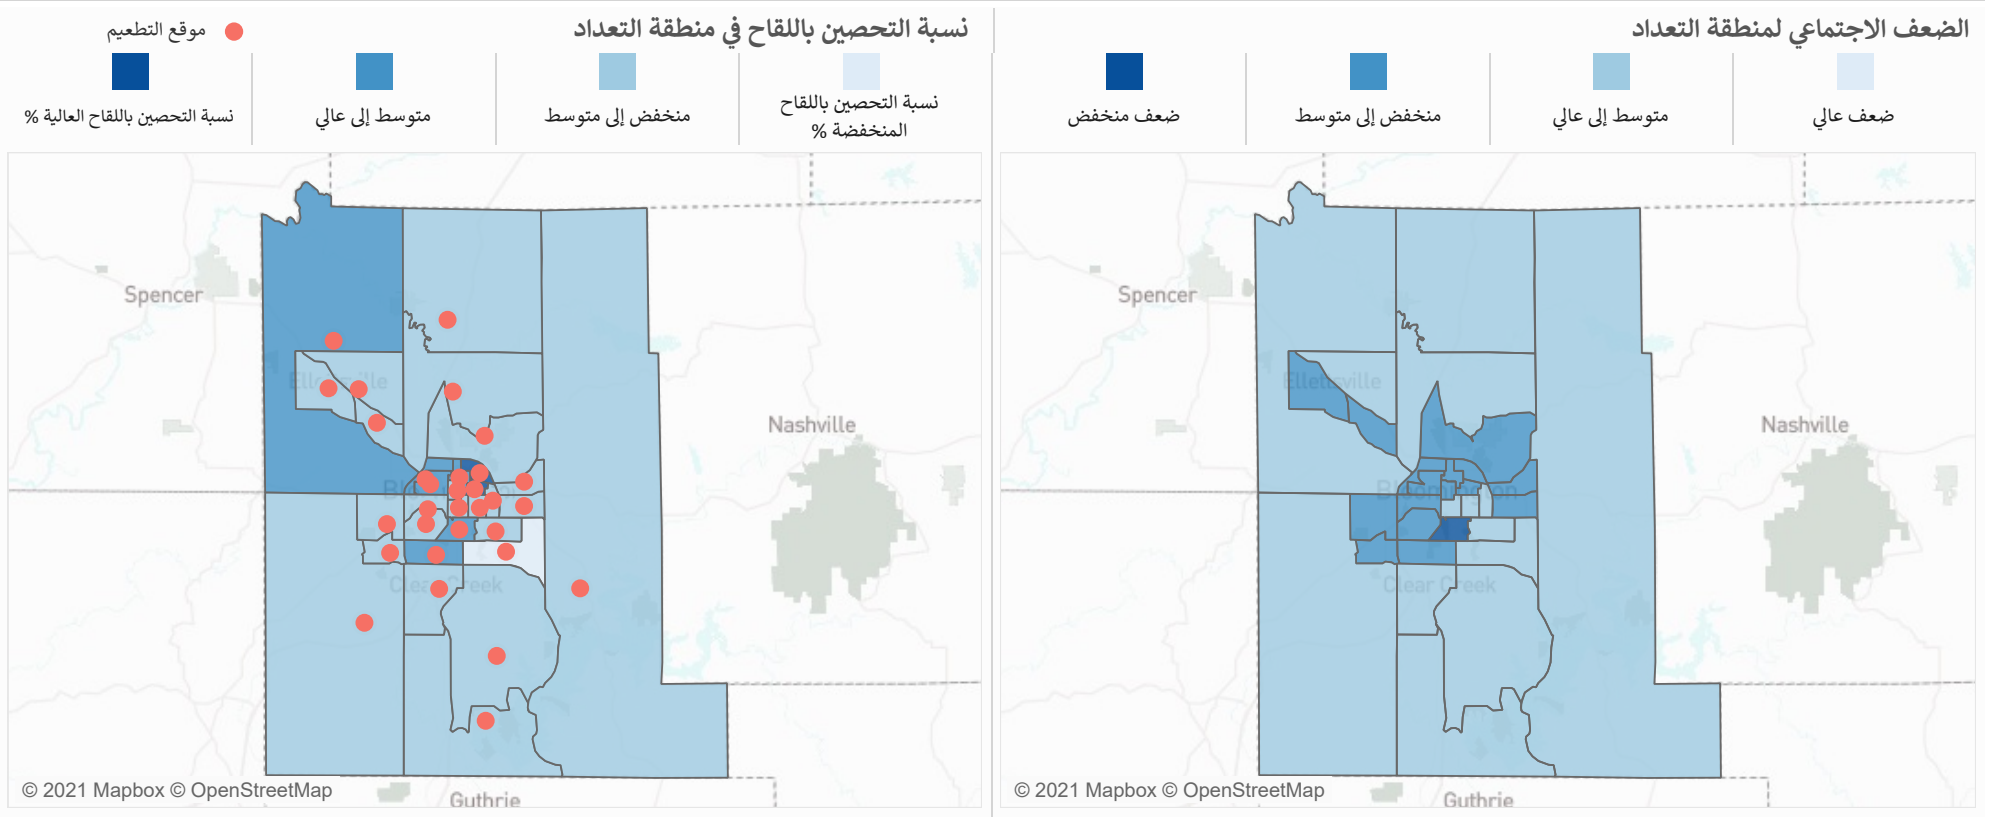 الضعف الاجتماعي لمنطقة التعداد
ضعف عالي
متوسط إلى عالي
منخفض إلى متوسط
ضعف منخفض
Spencer
Ellettsville
Nashville
Bloomington
Clear Creek
Guthrie
© 2021 Mapbox © OpenStreetMap
نسبة التحصين باللقاح في منطقة التعداد
موقع التطعيم
نسبة التحصين باللقاح
المنخفضة %
منخفض إلى متوسط
متوسط إلى عالي
نسبة التحصين باللقاح العالية %
Spencer
Nashville
Clear Creek
Guthrie
© 2021 Mapbox © OpenStreetMap